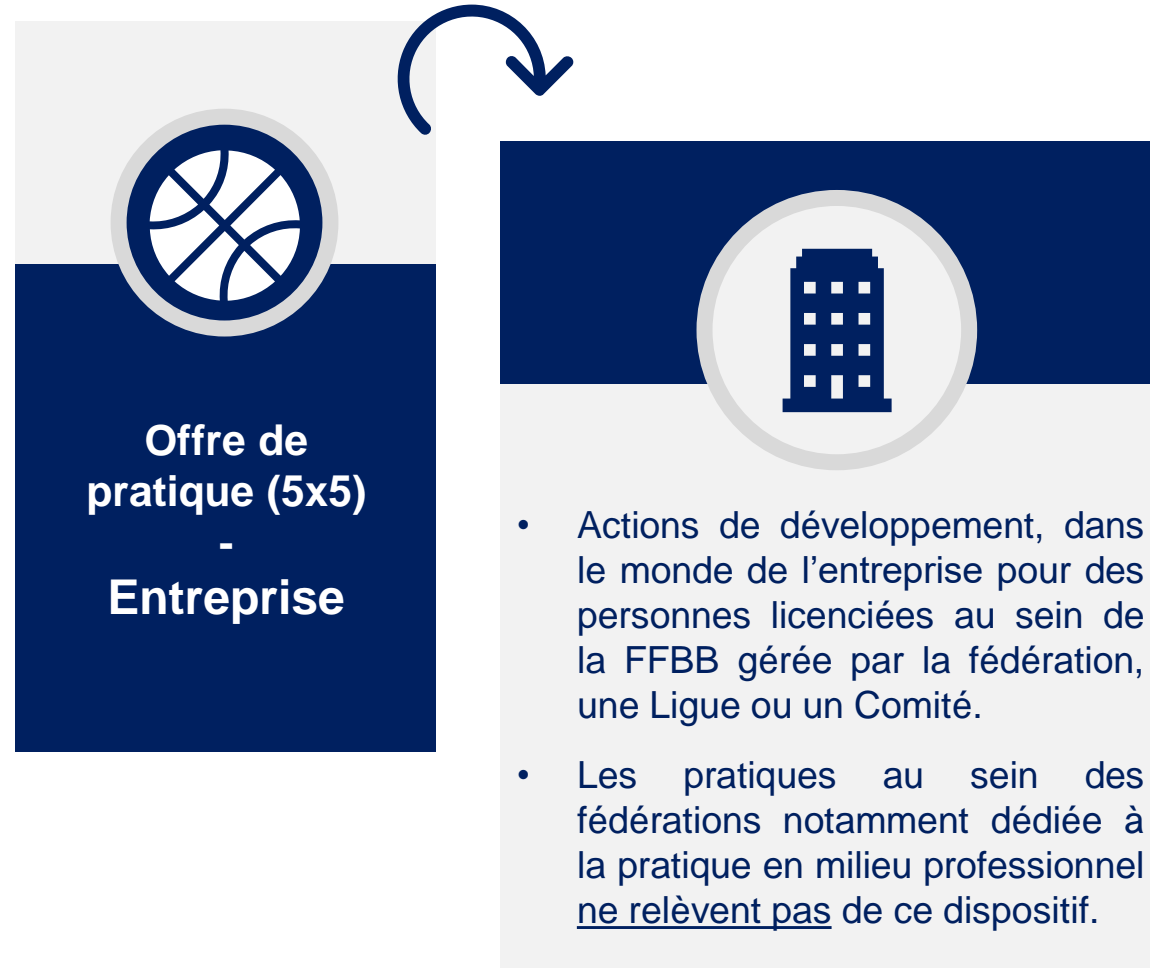 Offre de
pratique (5x5)
-
Entreprise
• Actions de développement, dans
le monde de l’entreprise pour des
personnes licenciées au sein de
la FFBB gérée par la fédération,
une Ligue ou un Comité.
• Les pratiques au sein des
fédérations notamment dédiée à
la pratique en milieu professionnel
ne relèvent pas de ce dispositif.